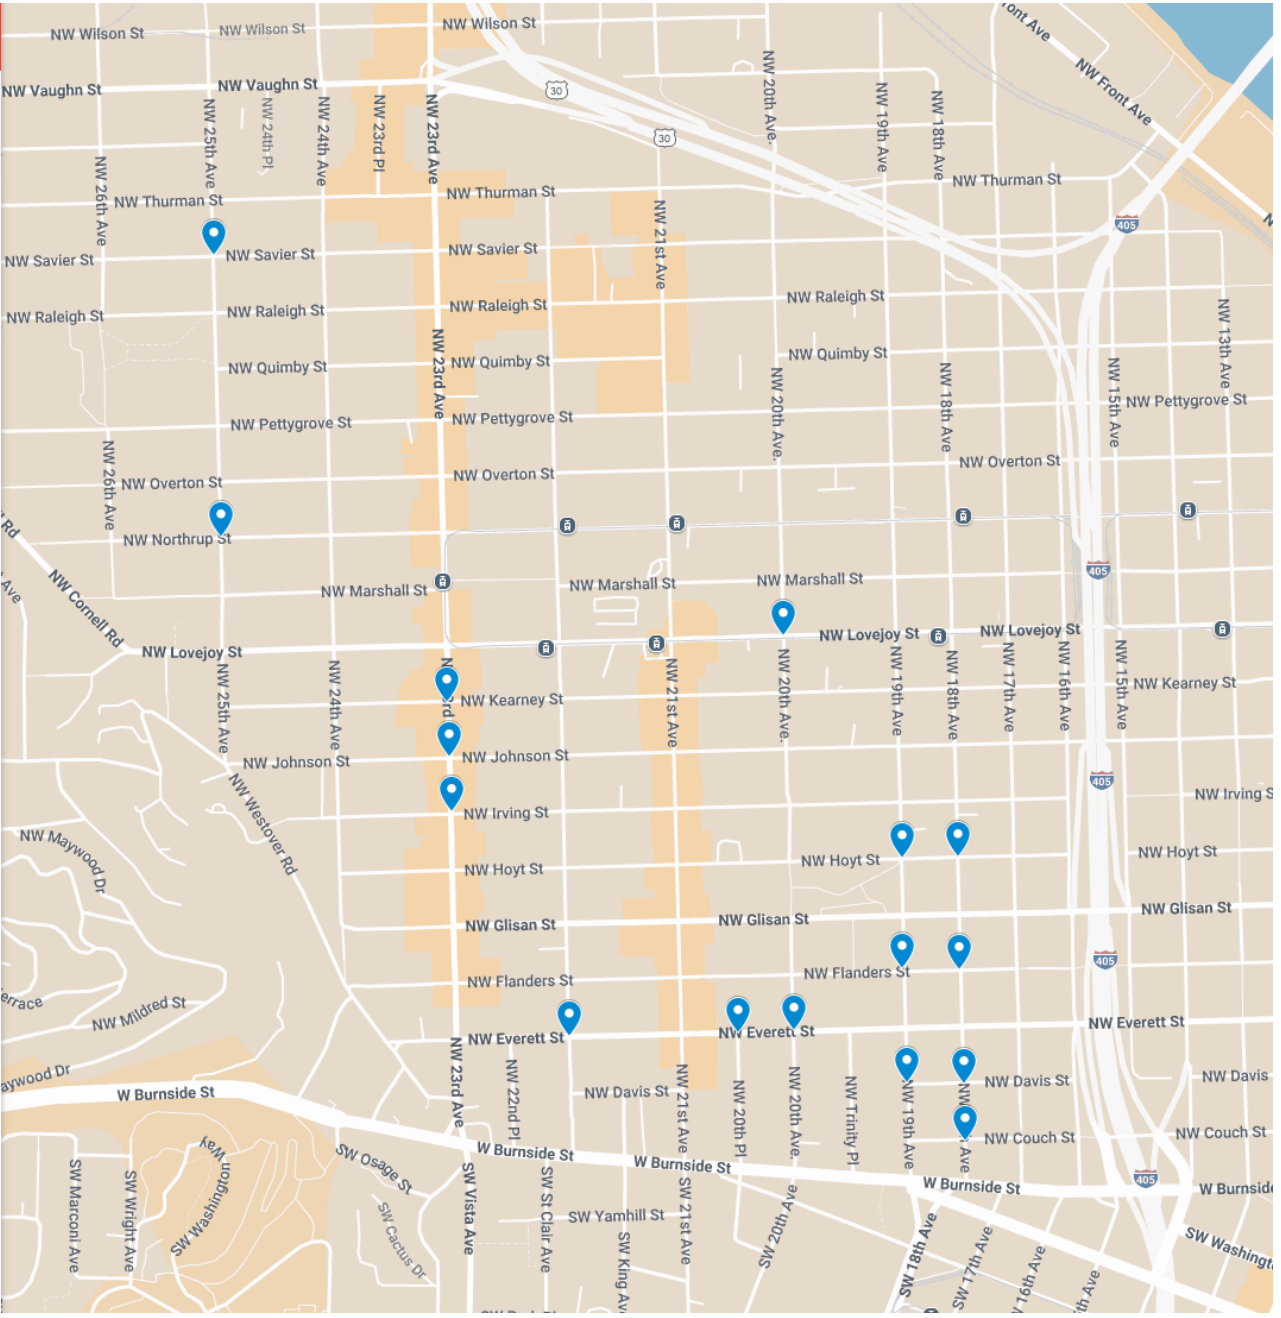 NW Wilson St
NW Wilson St
NW Wilson St
NW Front Ave
NW Vaughn St
NW Vaughn St
30
30
NW 20th Ave.
NW 19th Ave
NW 18th Ave
NW 25th Ave
NW 24th Pl
NW 24th Ave
NW 23rd Pl
NW 23rd Ave
NW 26th Ave
NW Thurman St
NW Thurman St
NW Thurman St
NW 21st Ave
405
NW Savier St
NW Savier St
NW Savier St
NW Raleigh St
NW Raleigh St
NW Raleigh St
NW Raleigh St
NW 13th Ave
NW 23rd Ave
NW Quimby St
NW Quimby St
NW Quimby St
NW 20th Ave.
NW 18th Ave
NW 15th Ave
NW Pettygrove St
NW Pettygrove St
NW Pettygrove St
NW 26th Ave
NW Overton St
NW Overton St
NW Overton St
Rd
NW Northrup St
Ave
NW Cornell Rd
NW Marshall St
NW Marshall St
NW Marshall St
405
NW Lovejoy St
NW Lovejoy St
NW Lovejoy St
NW 25th Ave
NW 24th Ave
NW 21st Ave
NW 20th Ave.
NW 19th Ave
NW 18th Ave
NW 17th Ave
NW 16th Ave
NW 15th Ave
NW Kearney St
NW Kearney St
NW Johnson St
NW Johnson St
405
NW Westover Rd
NW Irving St
NW Irving S
NW Maywood Dr
NW Hoyt St
NW Hoyt St
NW Hoyt St
NW Glisan St
NW Glisan St
NW Glisan St
405
NW Flanders St
NW Flanders St
errace
NW Mildred St
NW Everett St
NW Everett St
NW Everett St
aywood Dr
NW 23rd Ave
NW 22nd Pl
NW Davis St
NW Davis St
NW Davis
NW 21st Ave
NW 20th Pl
NW 20th Ave.
NW Trinity Pl
NW 19th Ave
NW
Ave
W Burnside St
NW Couch St
NW Couch St
W Burnside St
W Burnside St
W Burnside St
W Burnside
405
SW Osage St
SW Marconi Ave
SW Wright Ave
SW Washington Way
SW Cactus Dr
SW Vista Ave
SW St Clair Ave
SW Yamhill St
SW King Av
SW 21st Ave
SW 20th Ave
SW 18th Ave
SW 17th Ave
16th Ave
th Ave
SW Washingt